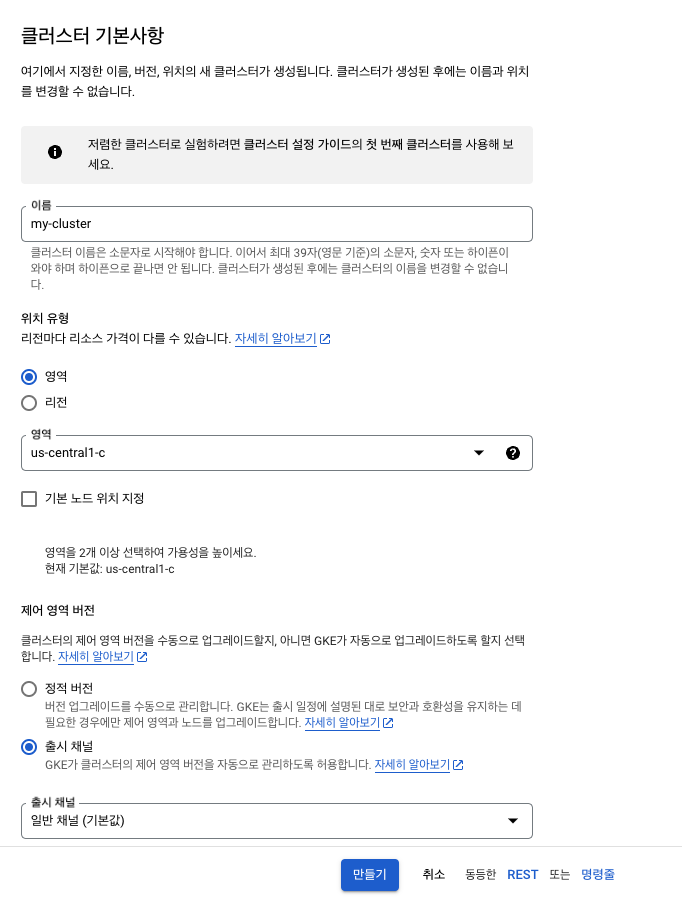 클러스터 기본사항
여기에서 지정한 이름, 버전, 위치의 새 클러스터가 생성됩니다. 클러스터가 생성된 후에는 이름과 위치
를 변경할 수 없습니다.
저렴한 클러스터로 실험하려면 클러스터 설정 가이드의 첫 번째 클러스터를 사용해 보
세요.
이름
my-cluster
클러스터 이름은 소문자로 시작해야 합니다. 이어서 최대 39자(영문 기준)의 소문자, 숫자 또는 하이픈이
와야 하며 하이픈으로 끝나면 안 됩니다. 클러스터가 생성된 후에는 클러스터의 이름을 변경할 수 없습니
다.
위치 유형
리전마다 리소스 가격이 다를 수 있습니다. 자세히 알아보기
영역
리전
영역
us-central1-c
기본 노드 위치 지정
영역을 2개 이상 선택하여 가용성을 높이세요.
현재 기본값: us-central1-c
제어 영역 버전
클러스터의 제어 영역 버전을 수동으로 업그레이드할지, 아니면 GKE가 자동으로 업그레이드하도록 할지 선택
합니다. 자세히 알아보기
정적 버전
버전 업그레이드를 수동으로 관리합니다. GKE는 출시 일정에 설명된 대로 보안과 호환성을 유지하는 데
필요한 경우에만 제어 영역과 노드를 업그레이드합니다. 자세히 알아보기
출시 채널
GKE가 클러스터의 제어 영역 버전을 자동으로 관리하도록 허용합니다. 자세히 알아보기
출시 채널
일반 채널 (기본값)
만들기 취소 동등한 REST 또는 명령줄